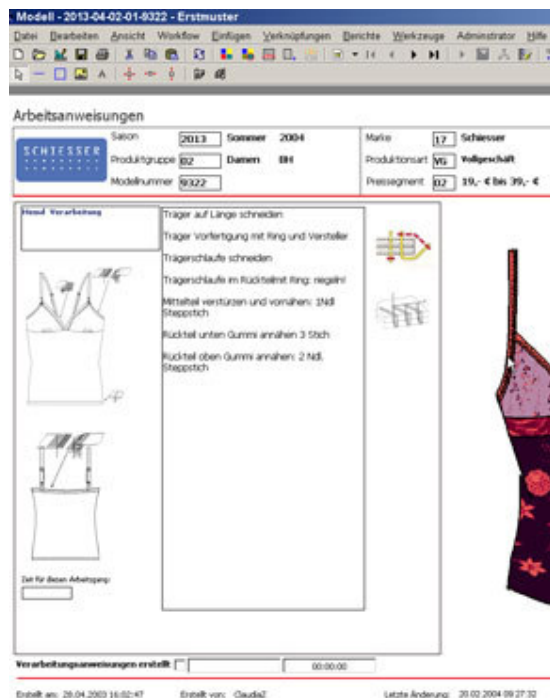 Modell - 2013-04-02-01-9322 - Erstmuster
Datei Bearbeiten Ansicht Workflow Einfügen Verknüpfungen Berichte Werkzeuge Adminstrator Hilfe
Arbeitsanweisungen
SCHIESSER
Saison 2013 Sommer 2004 Marke 17 Schiesser
Produktgruppe 02 Damen BH Produktionsart VG Vollgeschäft
Modellnummer 9322 Preissegment 02 19,- € bis 39,- €
Hemd Verarbeitung
Träger auf Länge schneiden
Träger Vorfertigung mit Ring und Versteller
Trägerschlaufe schneiden
Trägerschlaufe im Rückteil mit Ring: riegeln!
Mittelteil verstürzen und vornähen: 1Ndl
Steppstich
Rückteil unten Gummi annähen 3 Stich
Rückteil oben Gummi annähen: 2 Ndl.
Steppstich
Zeit für diesen Arbeitsgang:
Verarbeitungsanweisungen erstellt 00:00:00
Erstellt am: 28.04.2003 16:02:47 Erstellt von: Claudia2 Letzte Änderung: 20.02.2004 09:27:32